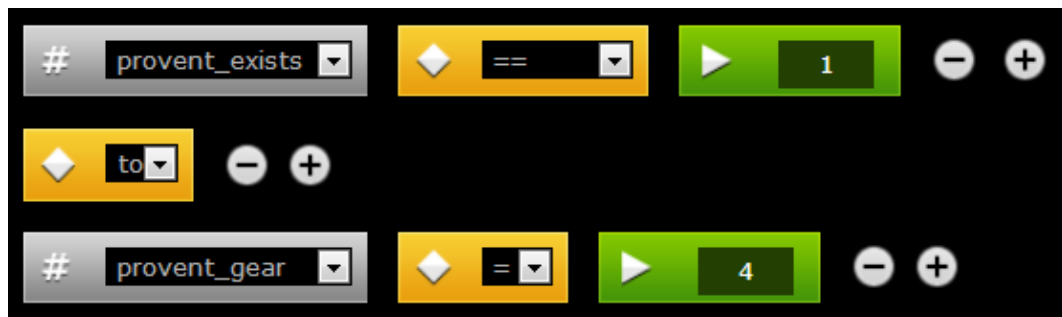 # provent_exists == 1
to
# provent_gear = 4